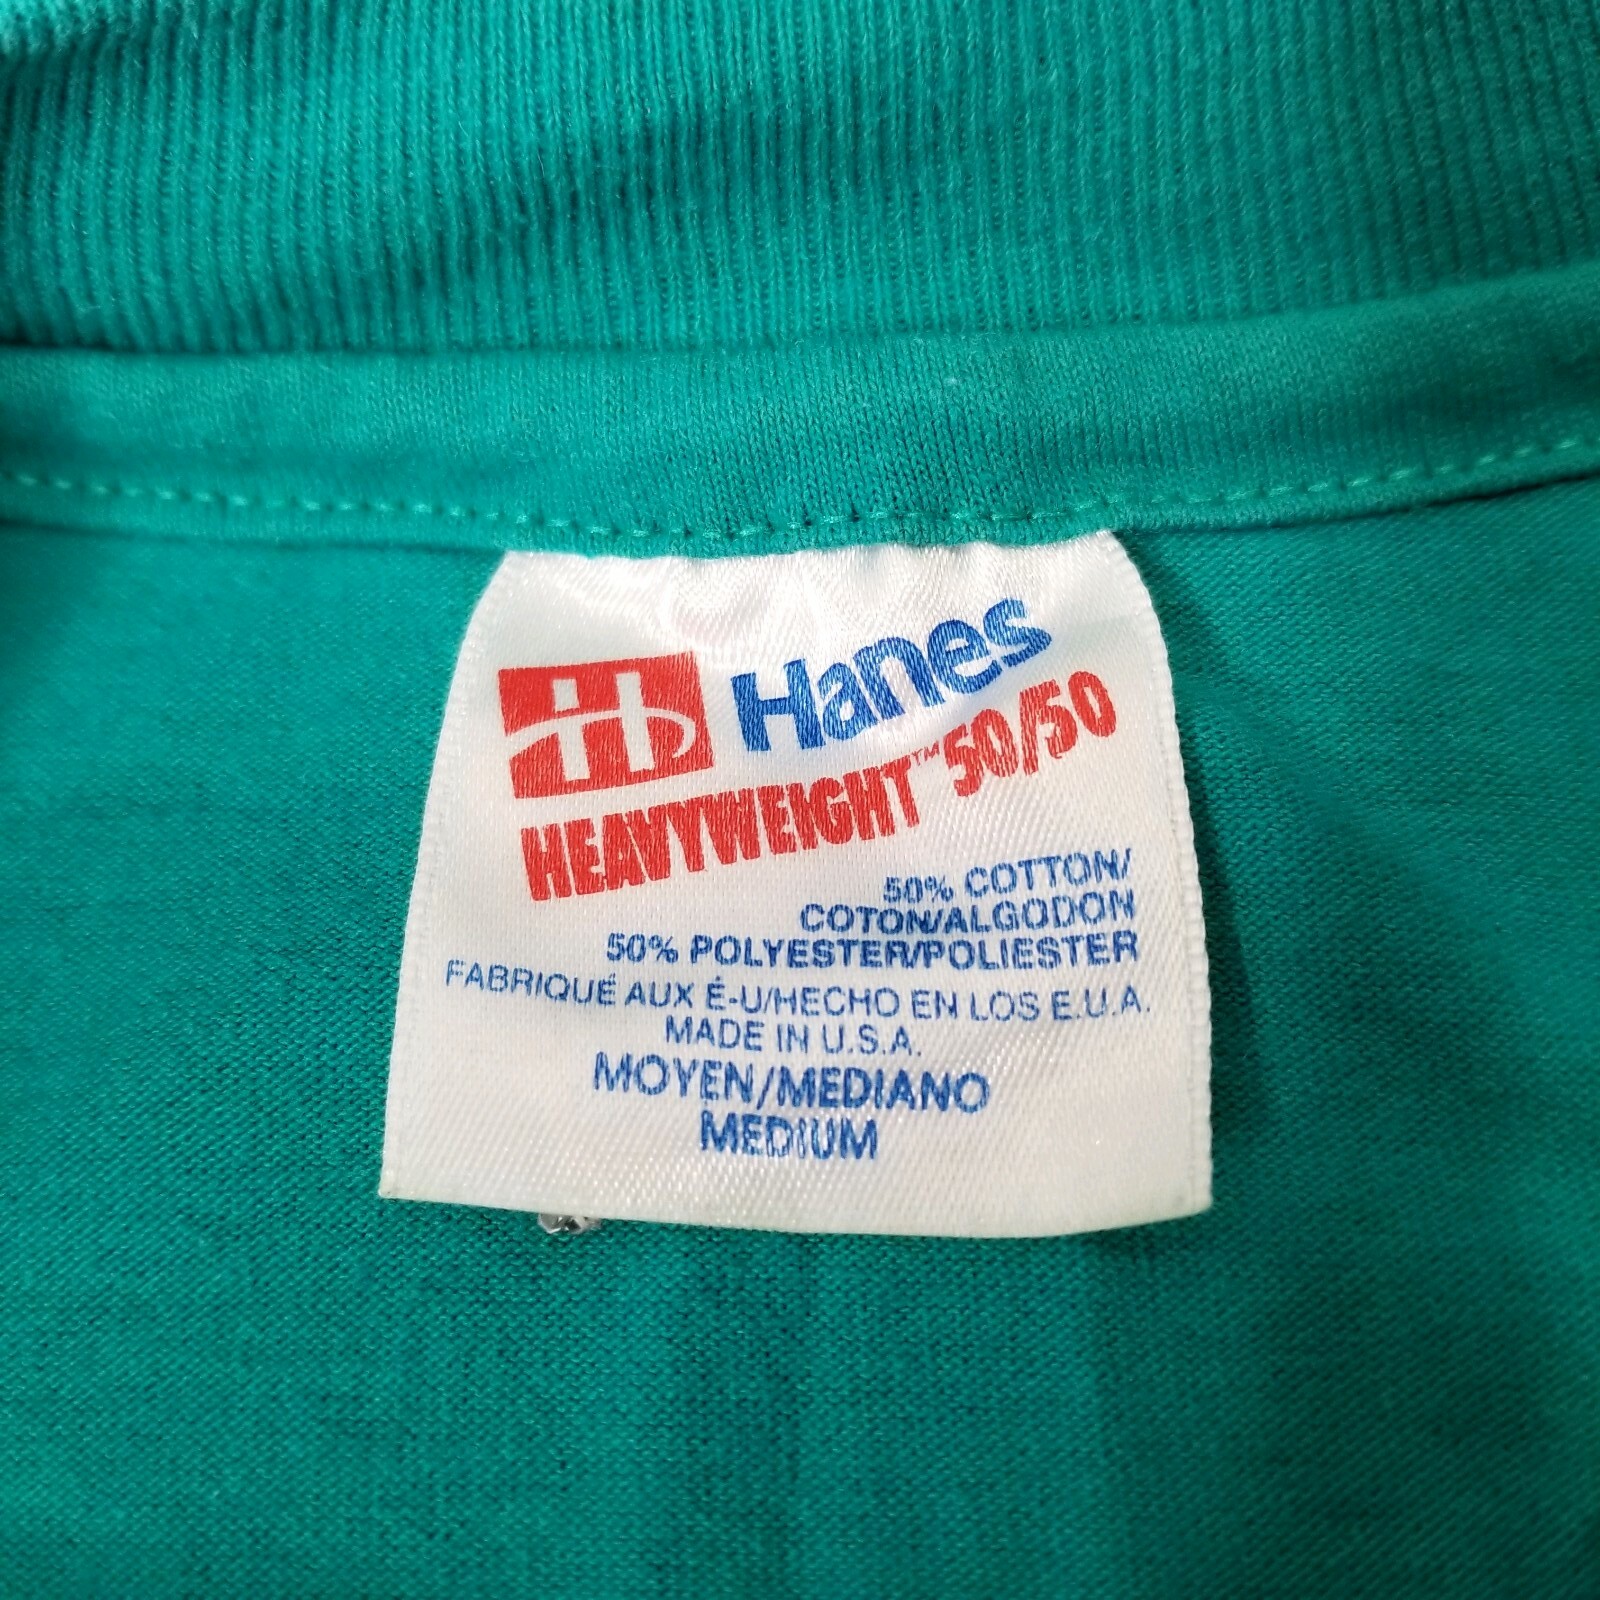 H Hanes
HEAVYWEIGHT™ 50/50
50% COTTON/
COTON/ALGODON
50% POLYESTER/POLIESTER
FABRIQUÉ AUX É-U/HECHO EN LOS E.U.A.
MADE IN U.S.A.
MOYEN/MEDIANO
MEDIUM